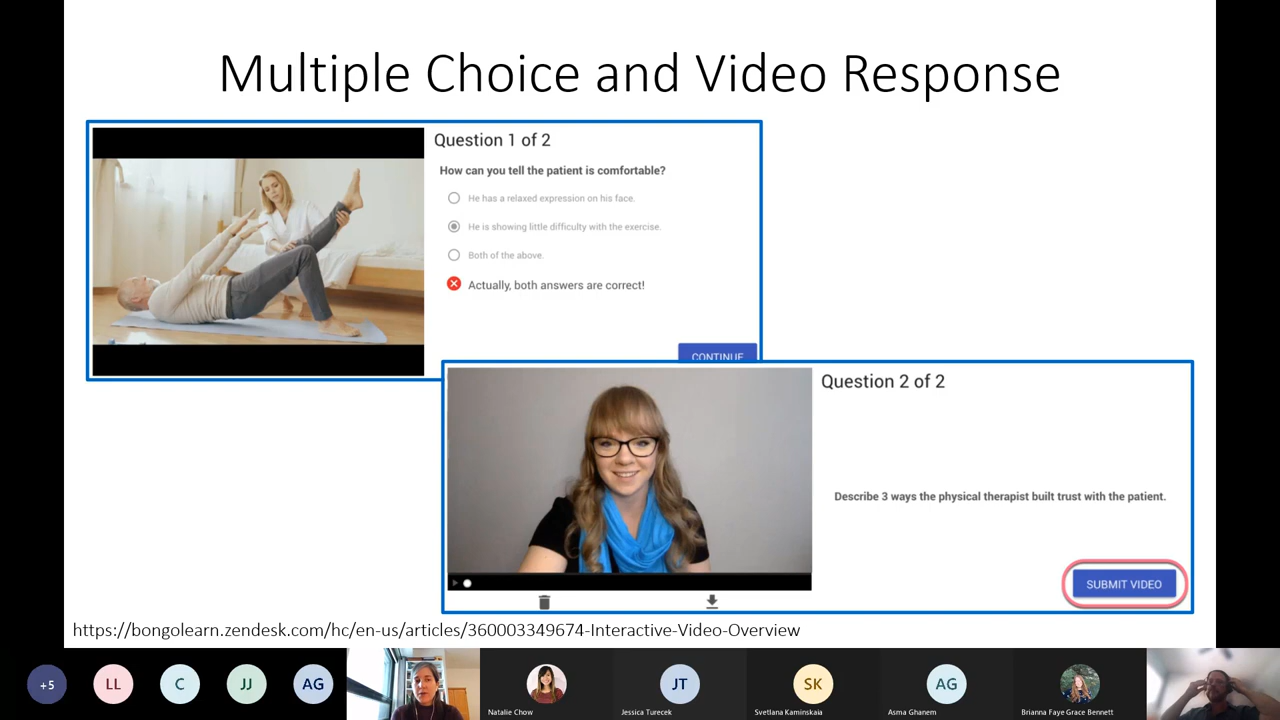 Multiple Choice and Video Response
Question 1 of 2
How can you tell the patient is comfortable?
He has a relaxed expression on his face.
He is showing little difficulty with the exercise.
Both of the above.
Actually, both answers are correct!
CONTINUE
Question 2 of 2
Describe 3 ways the physical therapist built trust with the patient.
SUBMIT VIDEO
https://bongolearn.zendesk.com/hc/en-us/articles/360003349674-Interactive-Video-Overview
+5
LL
C
JJ
AG
Natalie Chow
JT
Jessica Turecek
SK
Svetlana Kaminskaia
AG
Asma Ghanem
Brianna Faye Grace Bennett